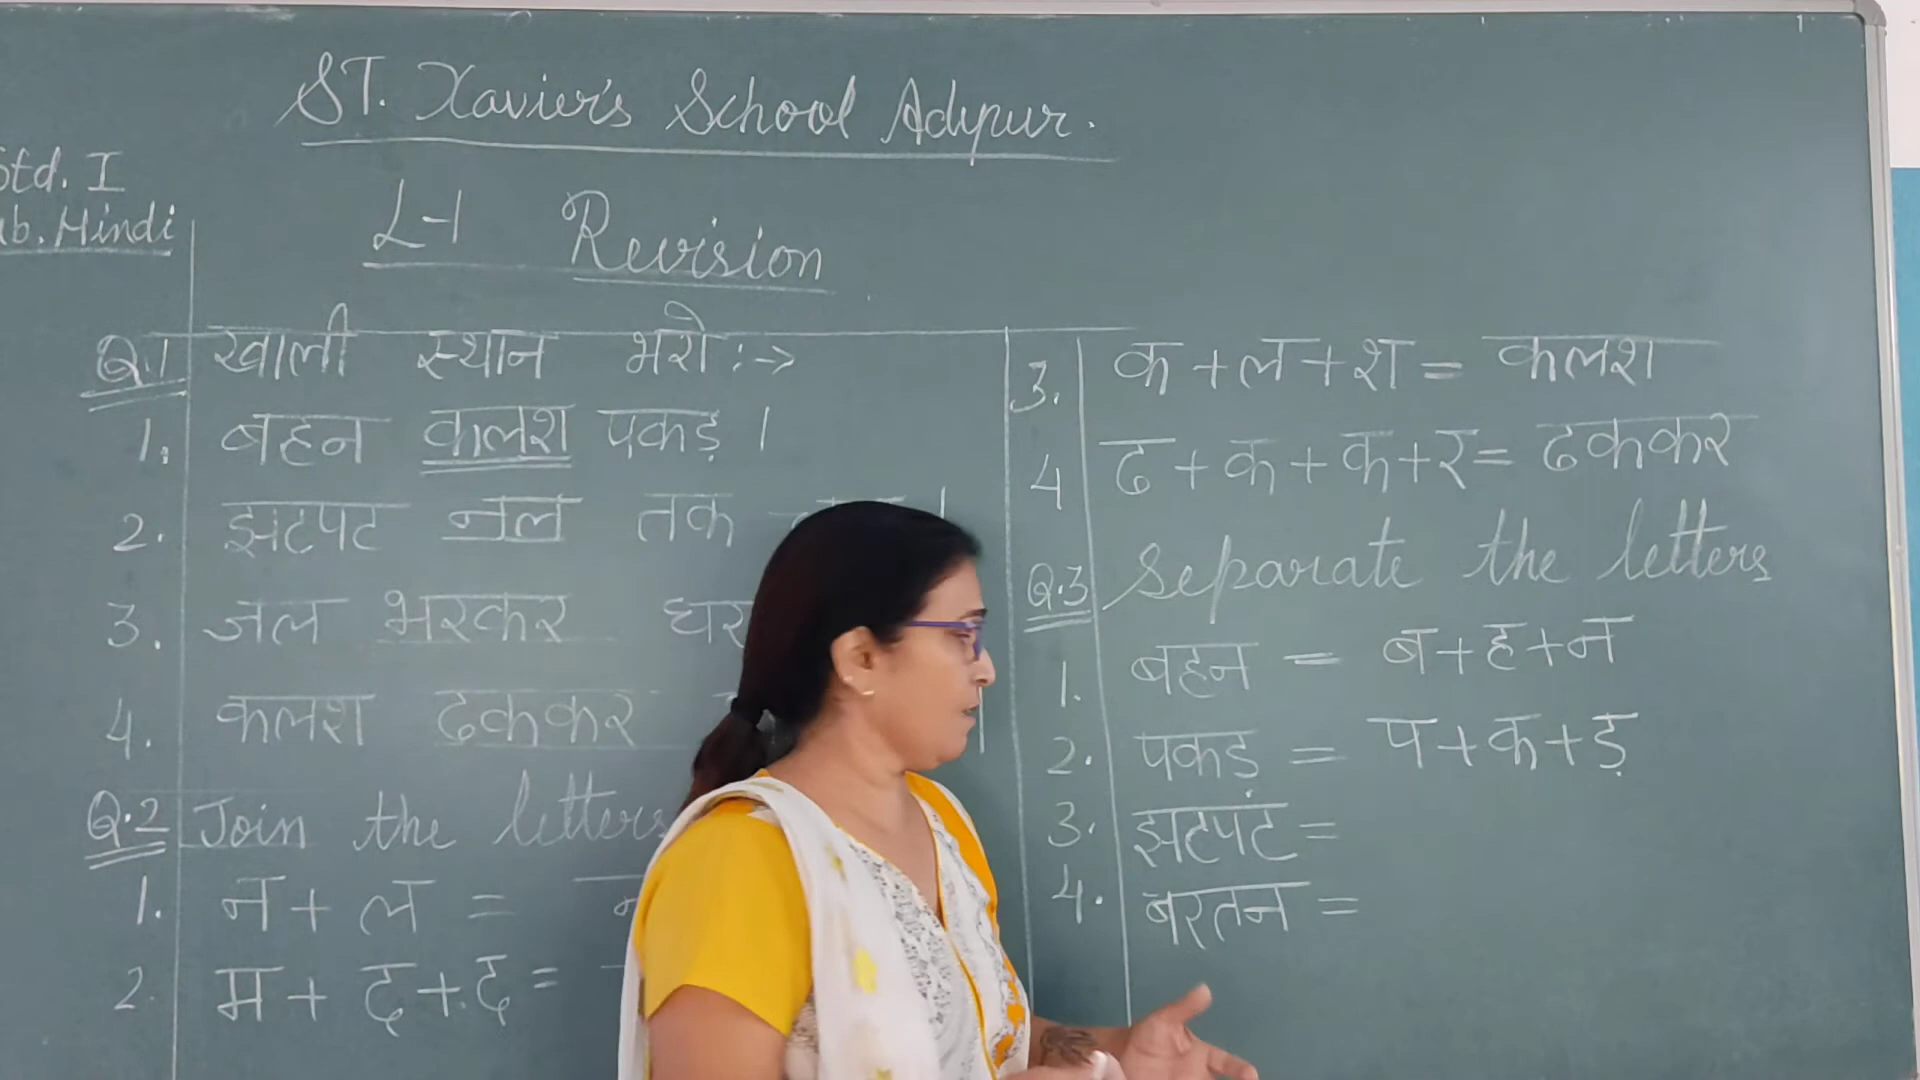 ST. Xavier's School Adipur.
Std. I
Hindi
L-1 Revision
Q.1 खाली स्थान भरो :→
1. बहन कलश पकड़ ।
2. झटपट नल तक ।
3. जल भरकर घर
4. कलश ढककर ।
Q.2 Join the letters
1. न + ल =
2. म + द + द =
3. क + ल + श = कलश
4 ढ + क + क + र = ढककर
Q.3 Separate the letters
1. बहन = ब + ह + न
2. पकड़ = प + क + ड़
3. झटपट =
4. बरतन =